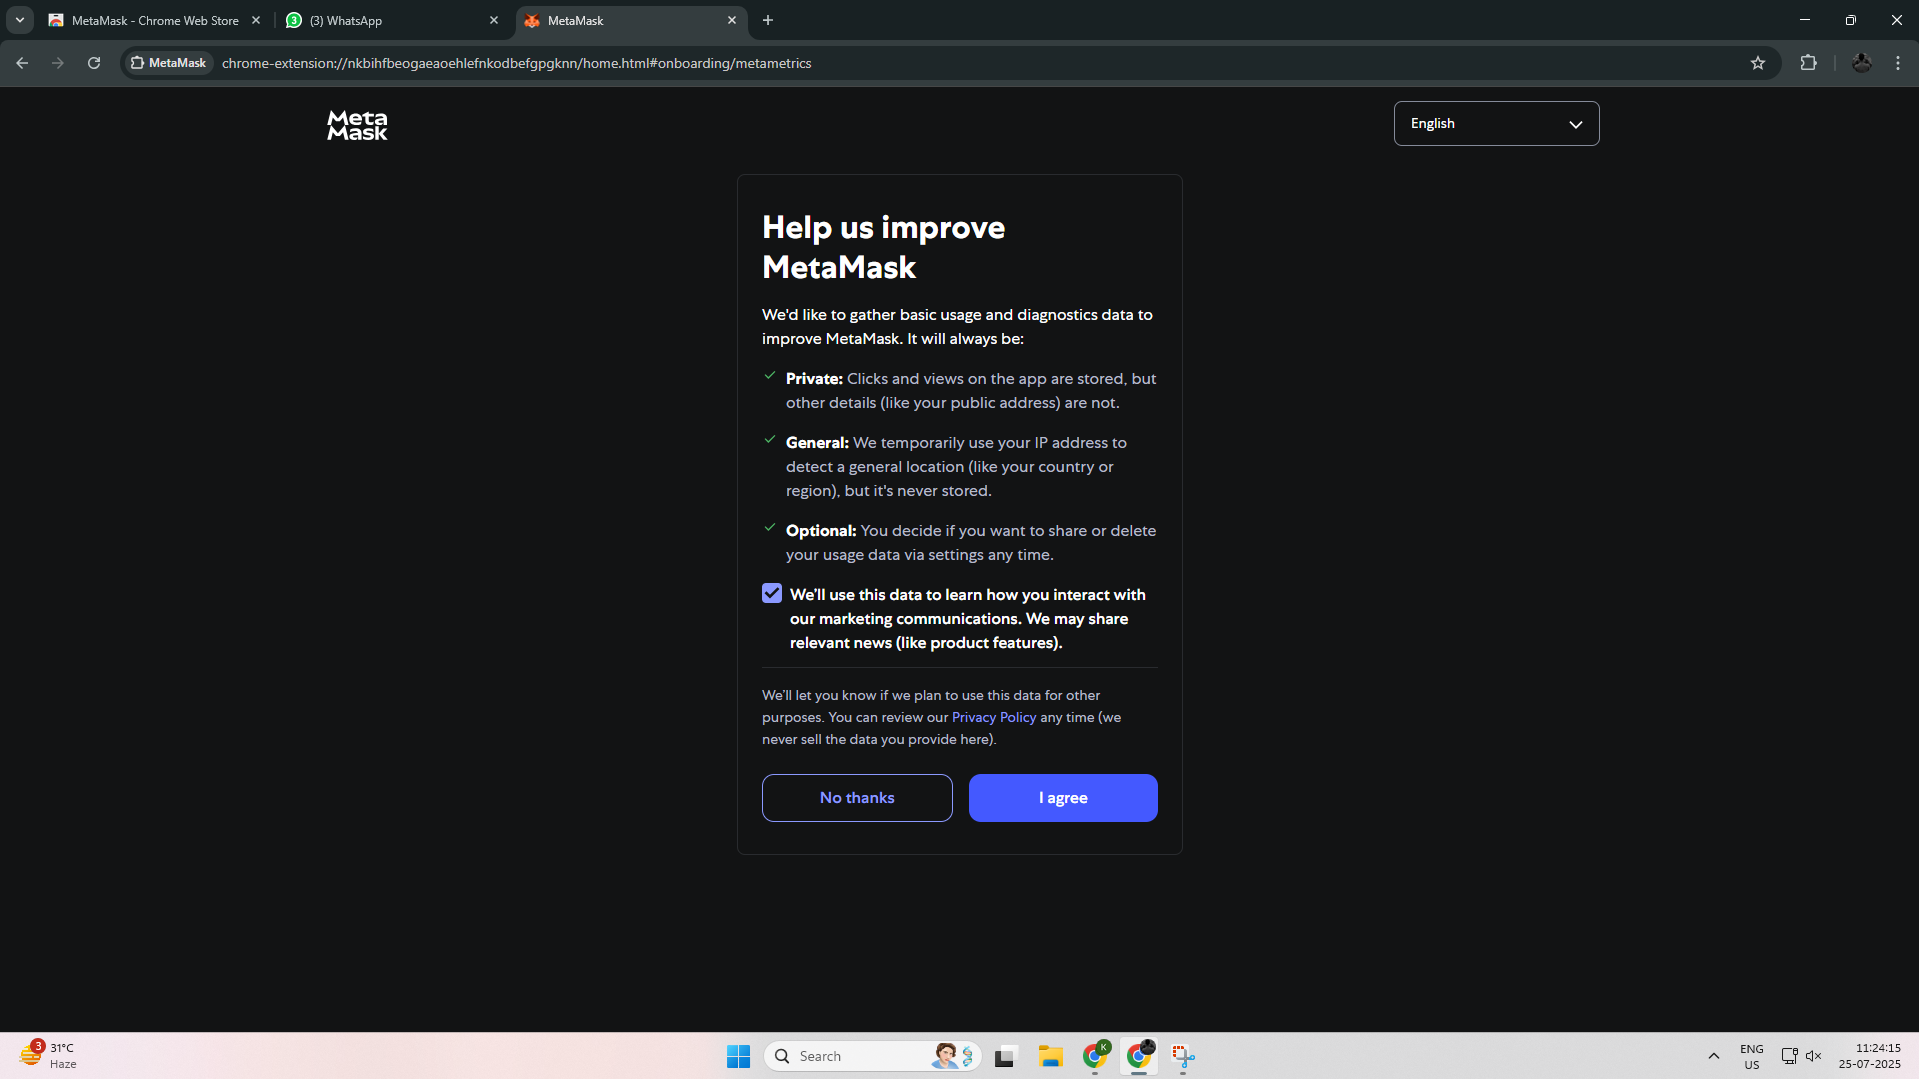 MetaMask - Chrome Web Store
(3) WhatsApp
MetaMask
MetaMask
chrome-extension://nkbihfbeogaeaoehlefnkodbefgpgknn/home.html#onboarding/metametrics
Meta
Mask
English
Help us improve
MetaMask
We'd like to gather basic usage and diagnostics data to
improve MetaMask. It will always be:
Private: Clicks and views on the app are stored, but
other details (like your public address) are not.
General: We temporarily use your IP address to
detect a general location (like your country or
region), but it's never stored.
Optional: You decide if you want to share or delete
your usage data via settings any time.
We'll use this data to learn how you interact with
our marketing communications. We may share
relevant news (like product features).
We'll let you know if we plan to use this data for other
purposes. You can review our Privacy Policy any time (we
never sell the data you provide here).
No thanks
I agree
3
31°C
Haze
Search
K
ENG
US
11:24:15
25-07-2025